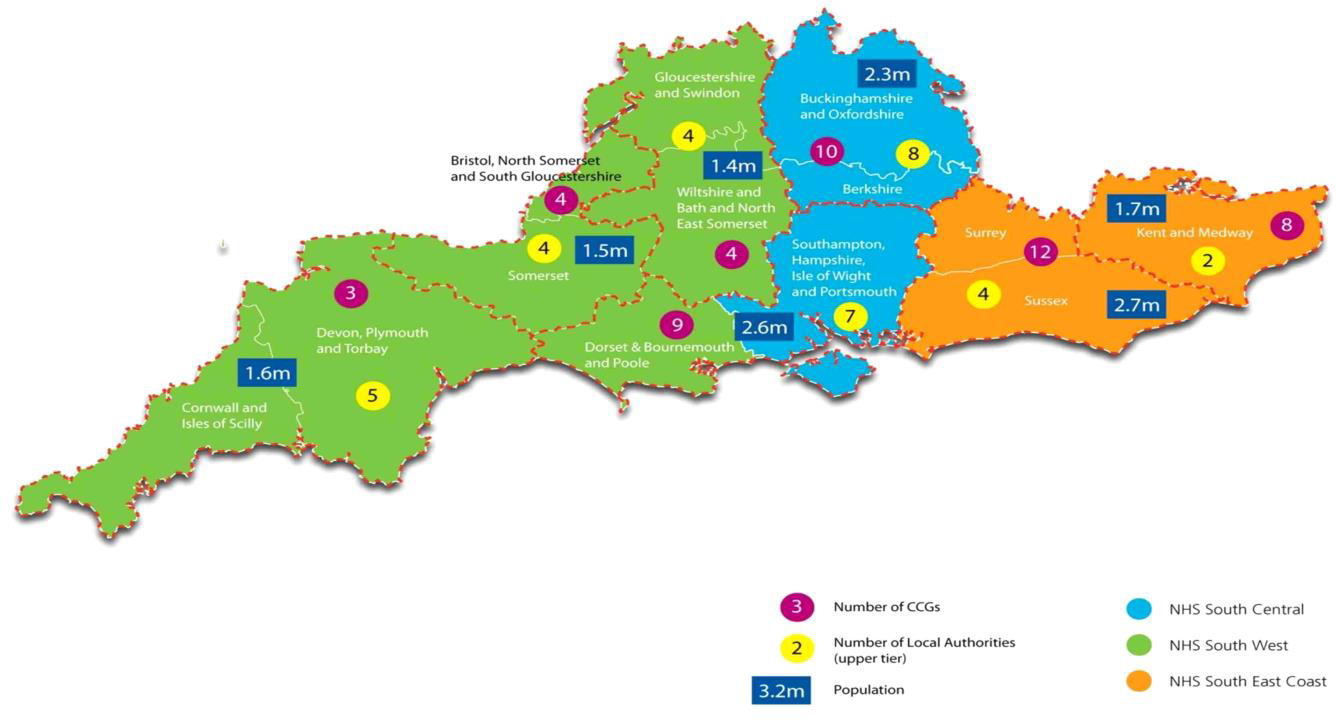 Gloucestershire
and Swindon
4
1.4m
2.3m
Buckinghamshire
and Oxfordshire
10
8
Berkshire
Bristol, North Somerset
and South Gloucestershire
4
Wiltshire and
Bath and North
East Somerset
4
4
1.5m
Somerset
Southampton,
Hampshire,
Isle of Wight
and Portsmouth
7
2.6m
Surrey
12
4
Sussex
2.7m
1.7m
Kent and Medway
8
2
3
Devon, Plymouth
and Torbay
5
1.6m
Cornwall and
Isles of Scilly
9
Dorset & Bournemouth
and Poole
3 Number of CCGs
2 Number of Local Authorities
(upper tier)
3.2m Population
NHS South Central
NHS South West
NHS South East Coast